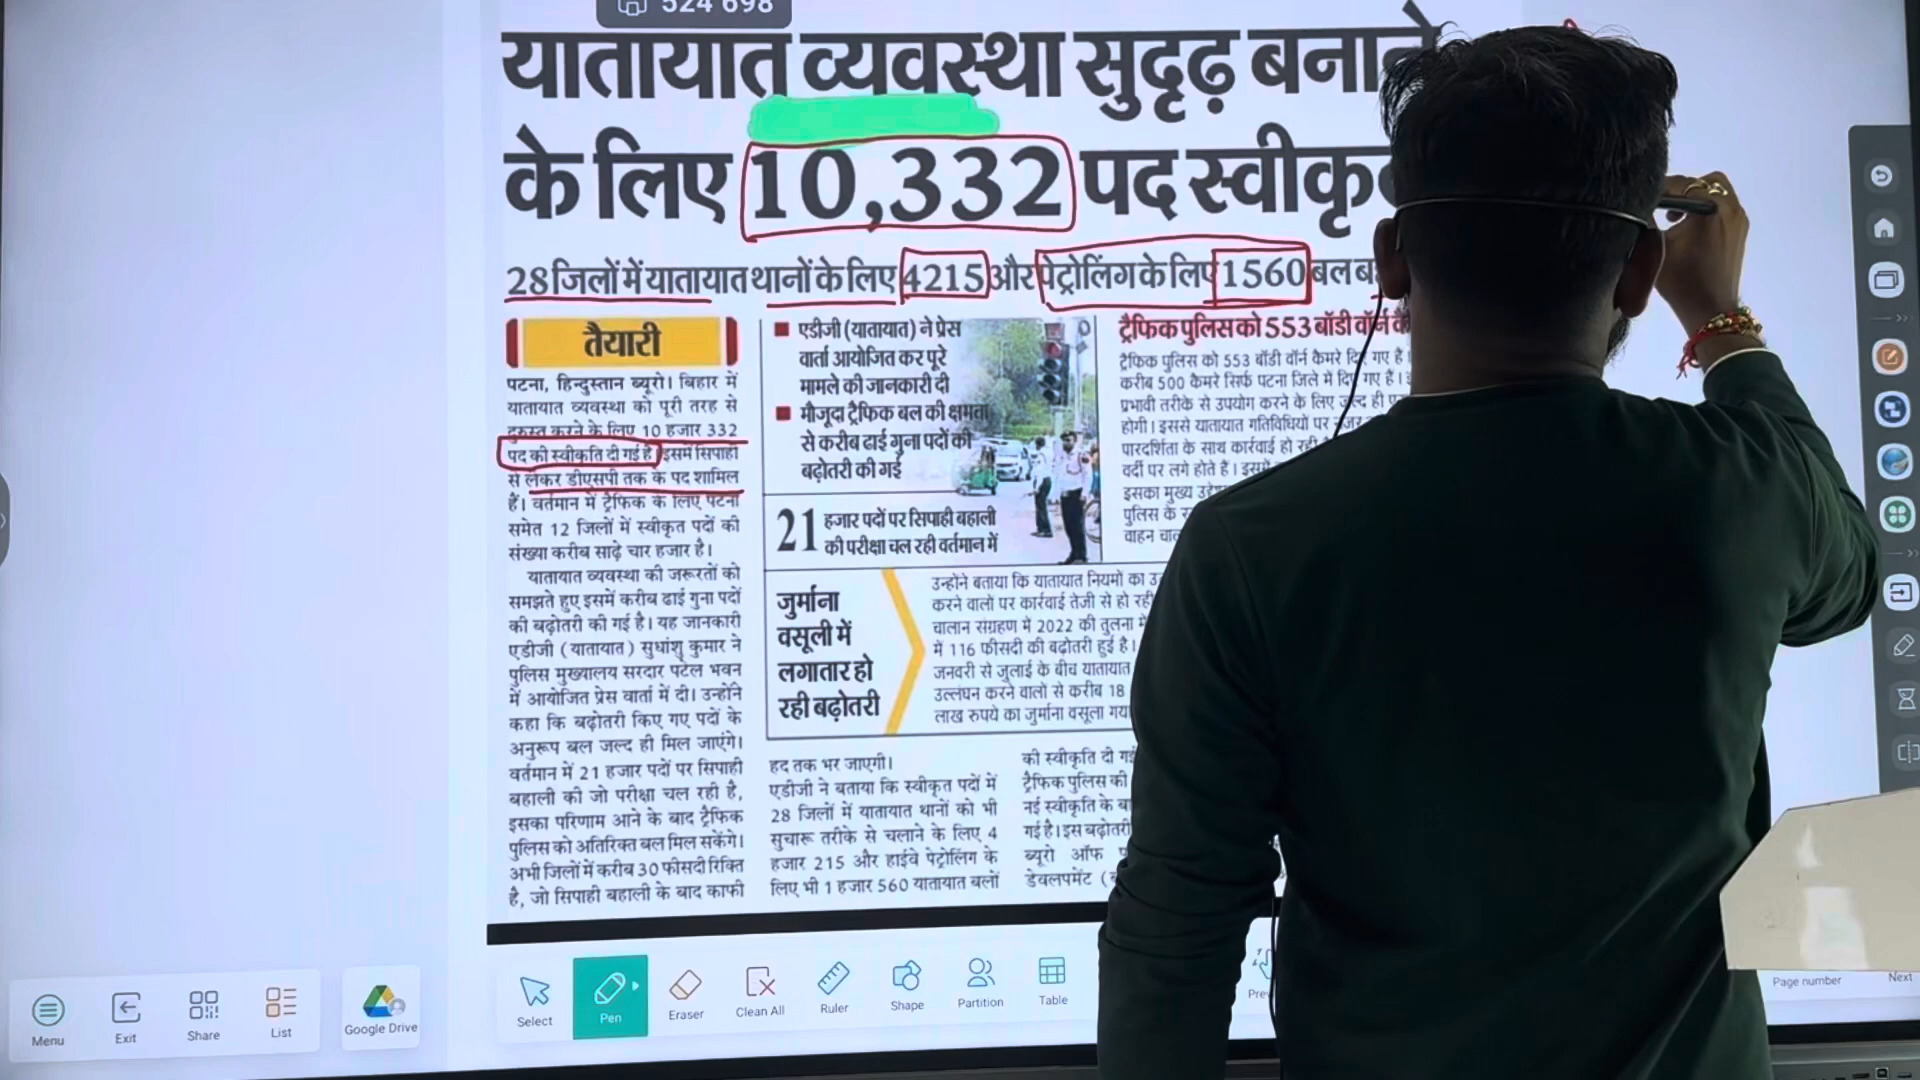 524 698
यातायात व्यवस्था सुदृढ़ बनाने
के लिए 10,332 पद
28 जिलों में यातायात थानों के लिए 4215 और पेट्रोलिंग के लिए 1560 बल
तैयारी
पटना, हिन्दुस्तान ब्यूरो। बिहार में
यातायात व्यवस्था को पूरी तरह से
दुरुस्त करने के लिए 10 हजार 332
पद की स्वीकृति दी गई है। इसमें सिपाही
से लेकर डीएसपी तक के पद शामिल
हैं। वर्तमान में ट्रैफिक के लिए पटना
समेत 12 जिलों में स्वीकृत पदों की
संख्या करीब साढ़े चार हजार है।
यातायात व्यवस्था की जरूरतों को
समझते हुए इसमें करीब ढाई गुना पदों
की बढ़ोतरी की गई है। यह जानकारी
एडीजी (यातायात) सुधांशु कुमार ने
पुलिस मुख्यालय सरदार पटेल भवन
में आयोजित प्रेस वार्ता में दी। उन्होंने
कहा कि बढ़ोतरी किए गए पदों के
अनुरूप बल जल्द ही मिल जाएंगे।
वर्तमान में 21 हजार पदों पर सिपाही
बहाली की जो परीक्षा चल रही है,
इसका परिणाम आने के बाद ट्रैफिक
पुलिस को अतिरिक्त बल मिल सकेंगे।
अभी जिलों में करीब 30 फीसदी रिक्ति
है, जो सिपाही बहाली के बाद काफी
एडीजी (यातायात) ने प्रेस
वार्ता आयोजित कर पूरे
मामले की जानकारी दी
मौजूदा ट्रैफिक बल की क्षमता
से करीब ढाई गुना पदों की
बढ़ोतरी की गई
21 हजार पदों पर सिपाही बहाली
की परीक्षा चल रही वर्तमान में
ट्रैफिक पुलिस को 553 बॉडी वॉर्न
ट्रैफिक पुलिस को 553 बॉडी वॉर्न कैमरे दिए गए हैं।
करीब 500 कैमरे सिर्फ पटना जिले में दिए गए हैं।
प्रभावी तरीके से उपयोग करने के लिए जल्द ही
होगी। इससे यातायात गतिविधियों पर नजर
पारदर्शिता के साथ कार्रवाई हो रही
वर्दी पर लगे होते हैं।
इसका मुख्य
पुलिस के
वाहन
जुर्माना
वसूली में
लगातार हो
रही बढ़ोतरी
उन्होंने बताया कि यातायात नियमों का
करने वालों पर कार्रवाई तेजी से हो रही
चालान संग्रहण में 2022 की तुलना में
में 116 फीसदी की बढ़ोतरी हुई है।
जनवरी से जुलाई के बीच यातायात
उल्लंघन करने वालों से करीब 18
लाख रुपये का जुर्माना वसूला
हद तक भर जाएगी।
एडीजी ने बताया कि स्वीकृत पदों में
28 जिलों में यातायात थानों को भी
सुचारू तरीके से चलाने के लिए 4
हजार 215 और हाईवे पेट्रोलिंग के
लिए भी 1 हजार 560 यातायात बलों
की स्वीकृति दी गई
ट्रैफिक पुलिस की
नई स्वीकृति के
गई है। इस बढ़ोतरी
ब्यूरो ऑफ
डेवलपमेंट
Menu
Exit
Share
List
Google Drive
Select
Pen
Eraser
Clean All
Ruler
Shape
Partition
Table
Page number
Next